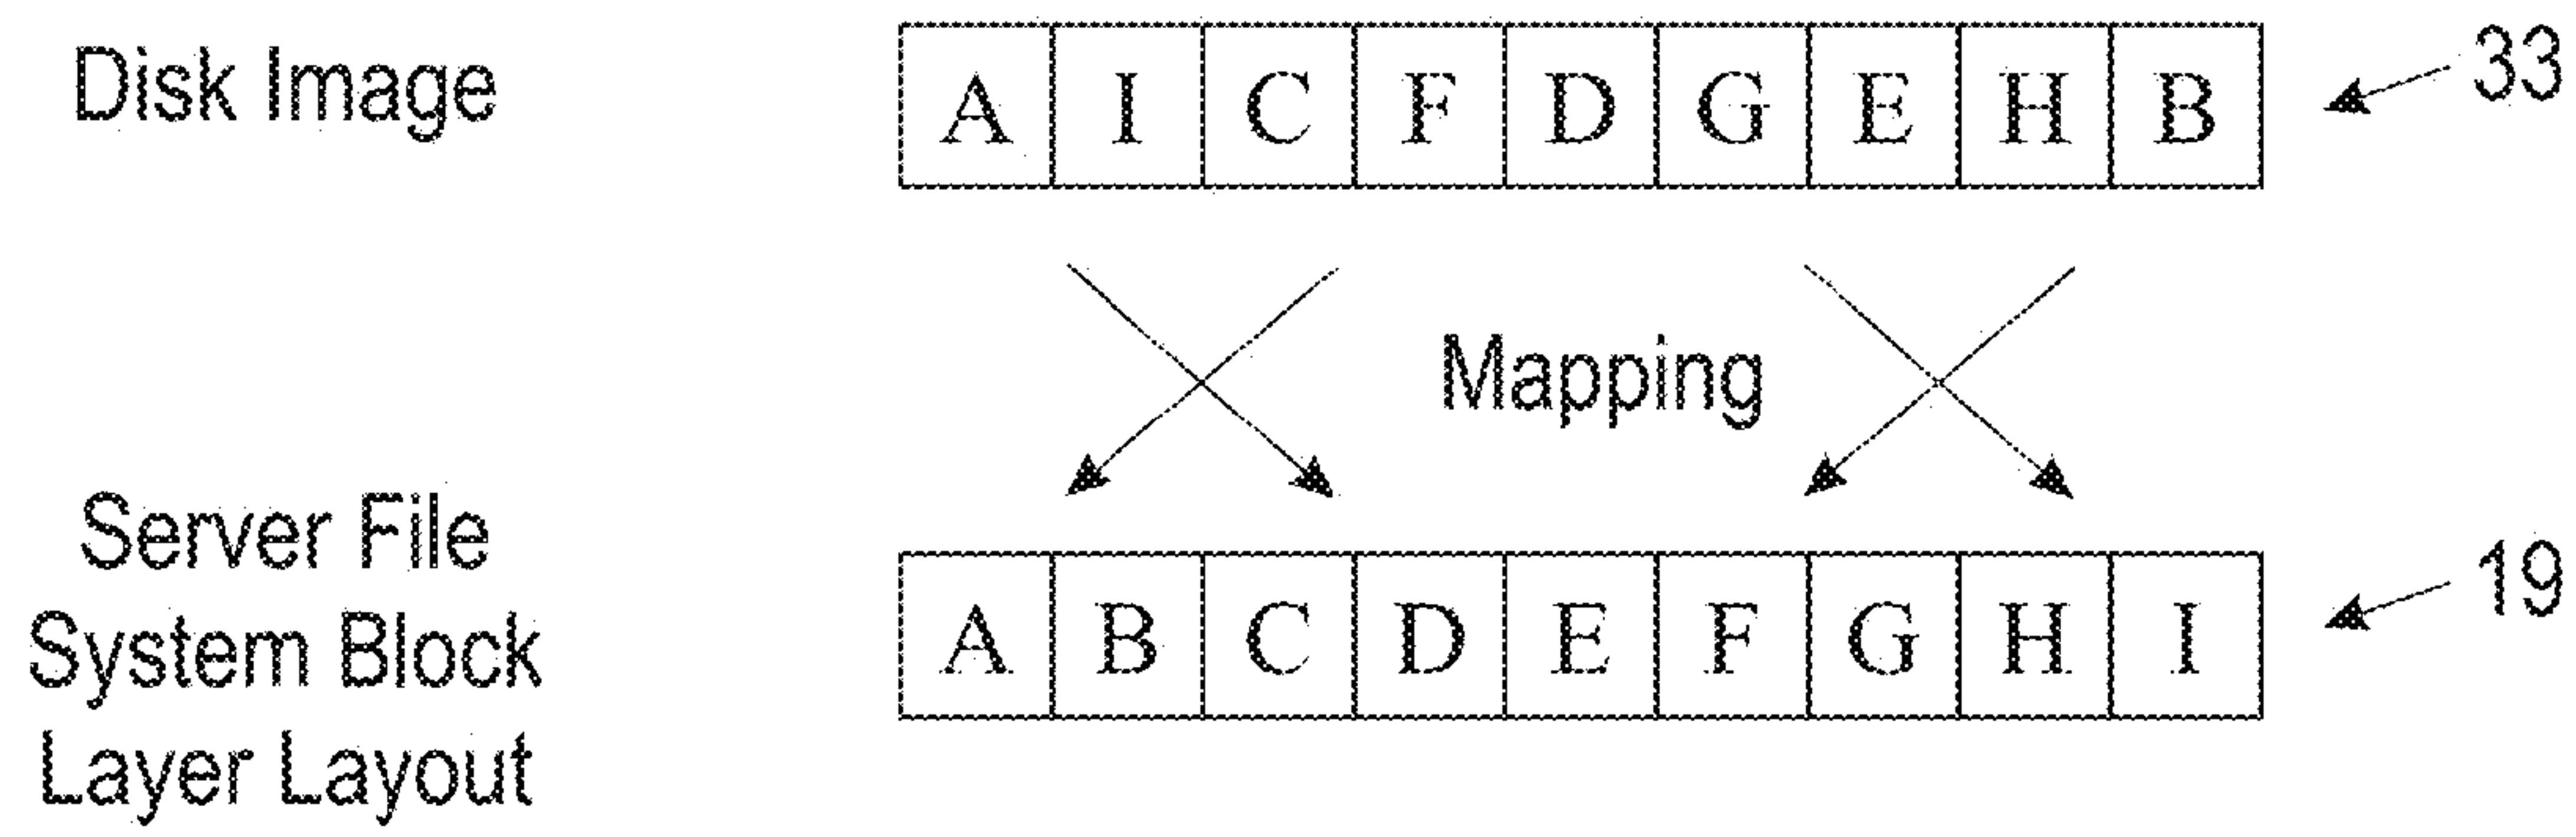 Disk Image
A I C F D G E H B
33
Mapping
Server File
System Block
Layer Layout
A B C D E F G H I
19